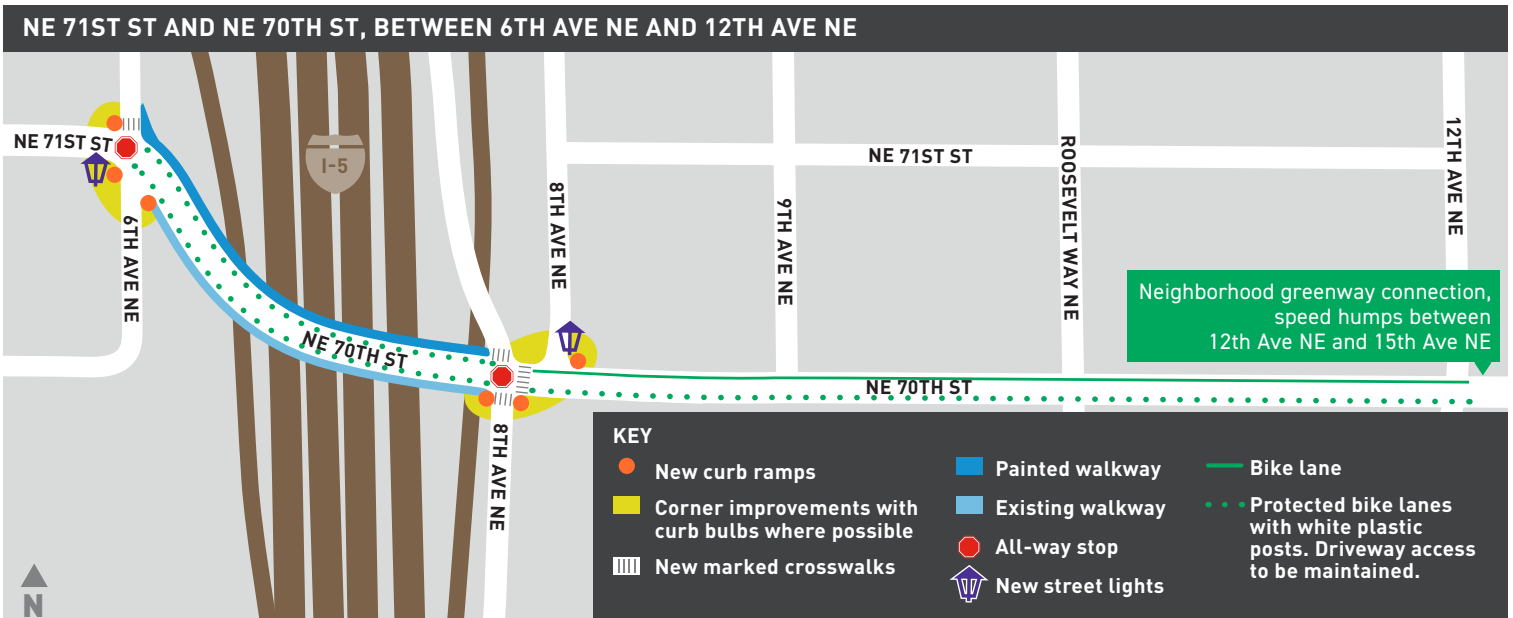 NE 71ST ST AND NE 70TH ST, BETWEEN 6TH AVE NE AND 12TH AVE NE
NE 71ST ST
I-5
6TH AVE NE
8TH AVE NE
NE 71ST ST
9TH AVE NE
ROOSEVELT WAY NE
12TH AVE NE
Neighborhood greenway connection,
speed humps between
12th Ave NE and 15th Ave NE
NE 70TH ST
NE 70TH ST
8TH AVE NE
KEY
New curb ramps
Corner improvements with
curb bulbs where possible
New marked crosswalks
Painted walkway
Existing walkway
All-way stop
New street lights
Bike lane
Protected bike lanes
with white plastic
posts. Driveway access
to be maintained.
N